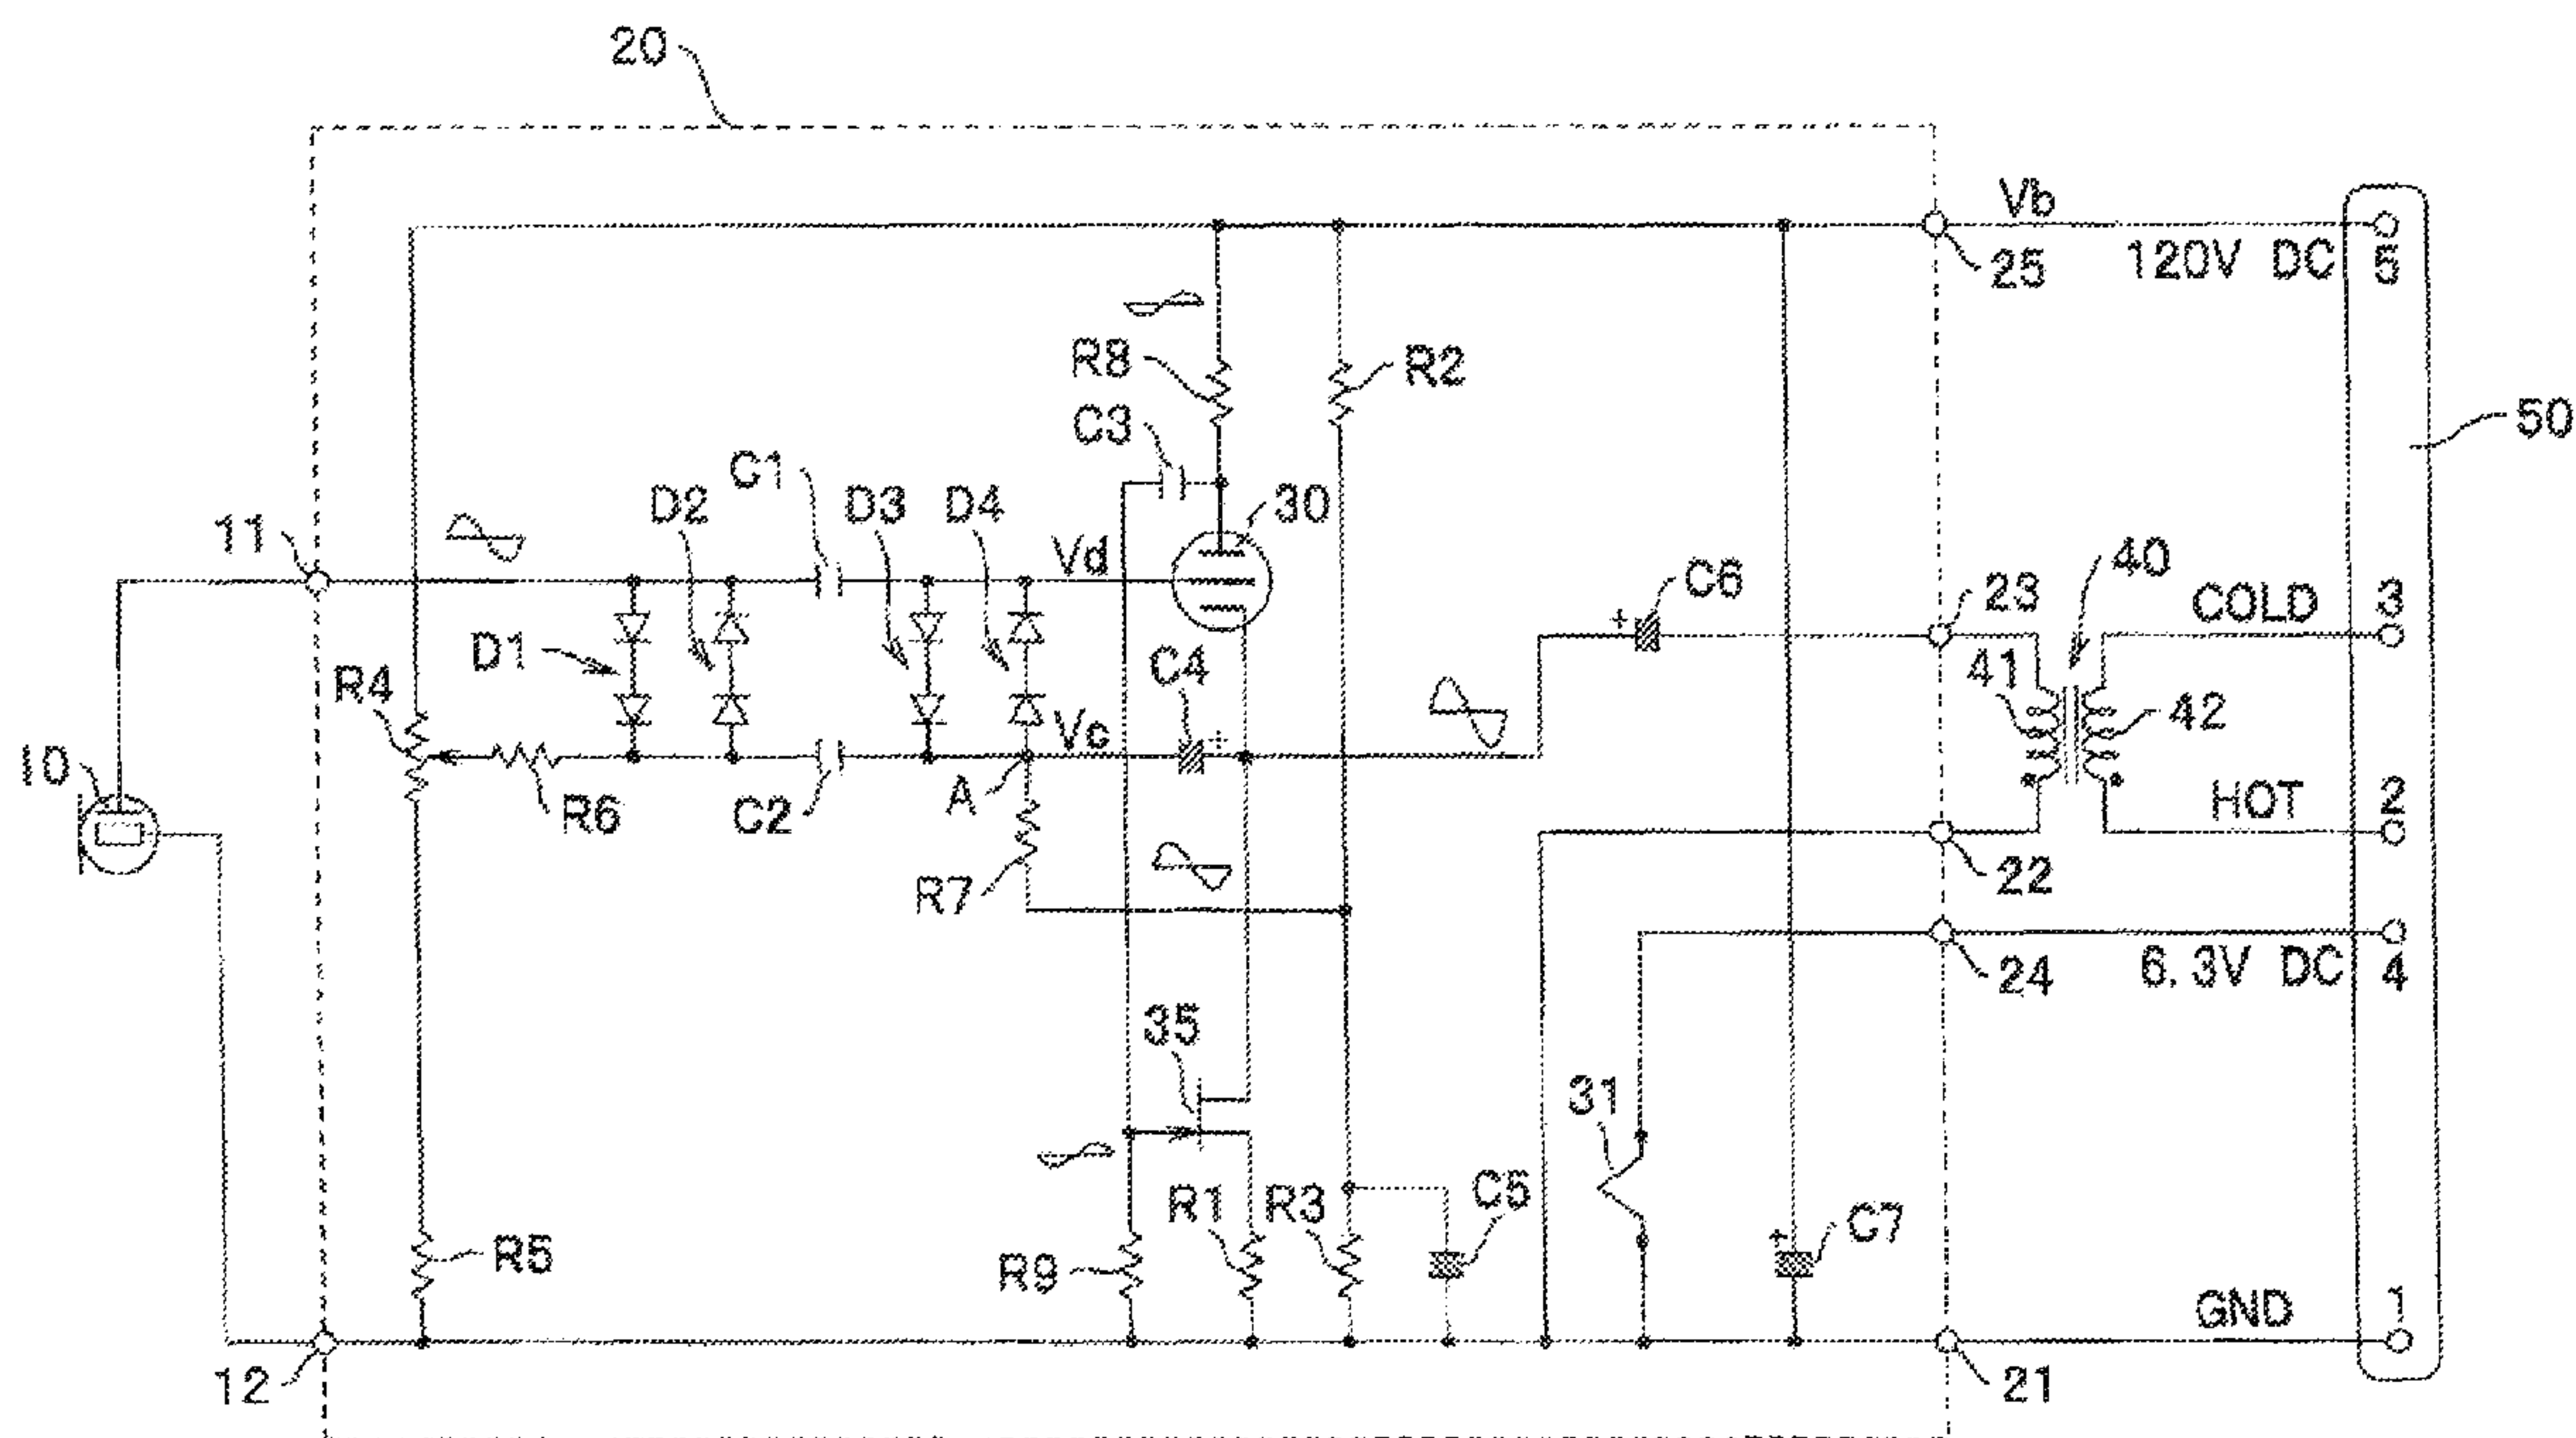 20
Vb
25
120V DC
5
R8
R2
50
C3
C1
D2
D3
D4
30
11
Vd
C6
23
40
COLD
3
D1
C4
41
R4
42
Vc
10
A
R6
C2
HOT
2
R7
22
24
6.3V DC
4
35
31
R1
R3
C5
C7
R5
R9
GND
1
12
21